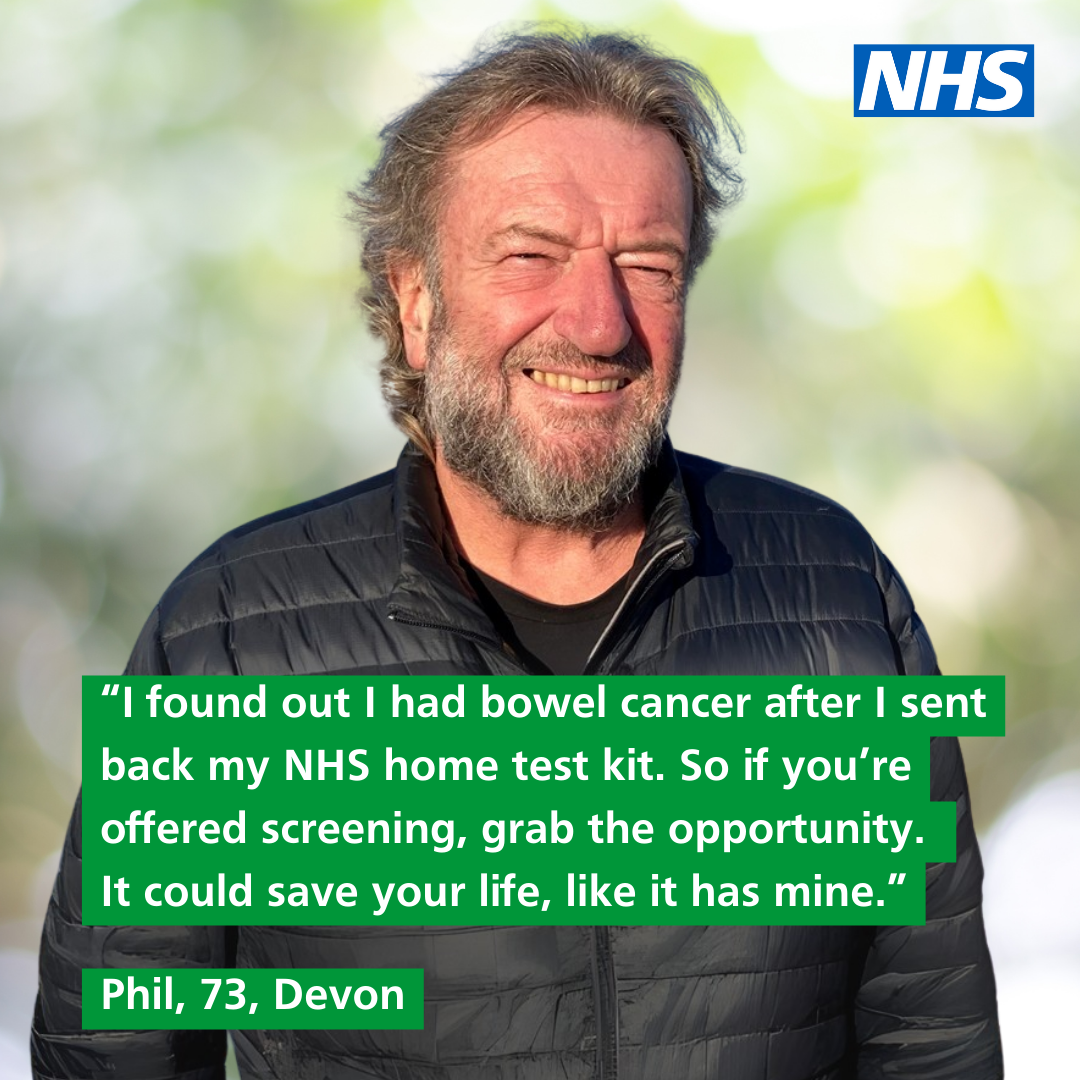 NHS
“I found out I had bowel cancer after I sent
back my NHS home test kit. So if you’re
offered screening, grab the opportunity.
It could save your life, like it has mine.”
Phil, 73, Devon